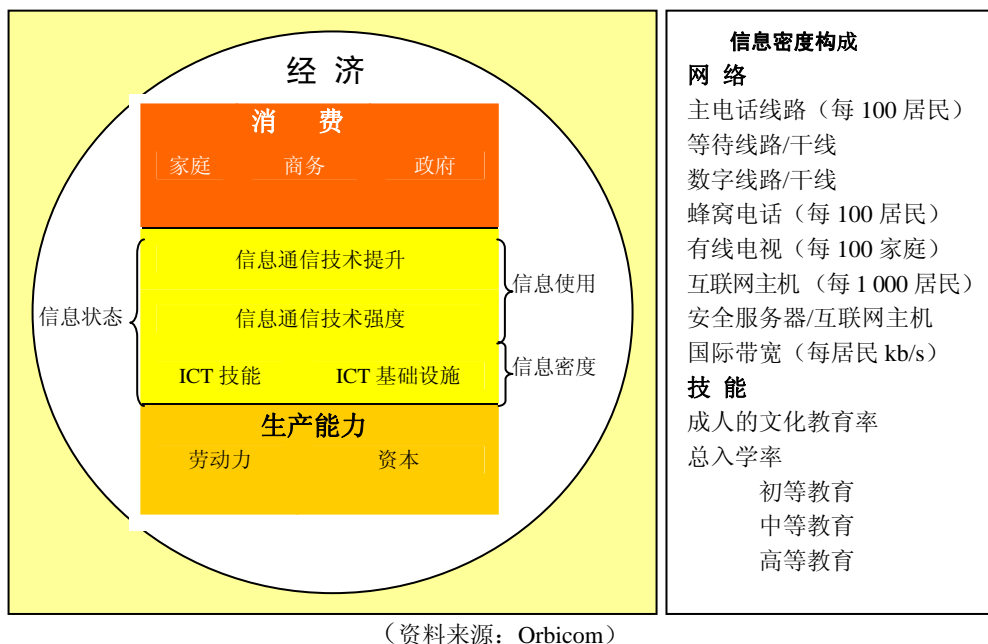 经 济
消 费
家庭 商务 政府
信息通信技术提升
信息使用
信息状态
信息通信技术强度
ICT 技能 ICT 基础设施
信息密度
生产能力
劳动力 资本
信息密度构成
网 络
主电话线路（每 100 居民）
等待线路/干线
数字线路/干线
蜂窝电话（每 100 居民）
有线电视（每 100 家庭）
互联网主机（每 1 000 居民）
安全服务器/互联网主机
国际带宽（每居民 kb/s）
技 能
成人的文化教育率
总入学率
初等教育
中等教育
高等教育
（资料来源：Orbicom）